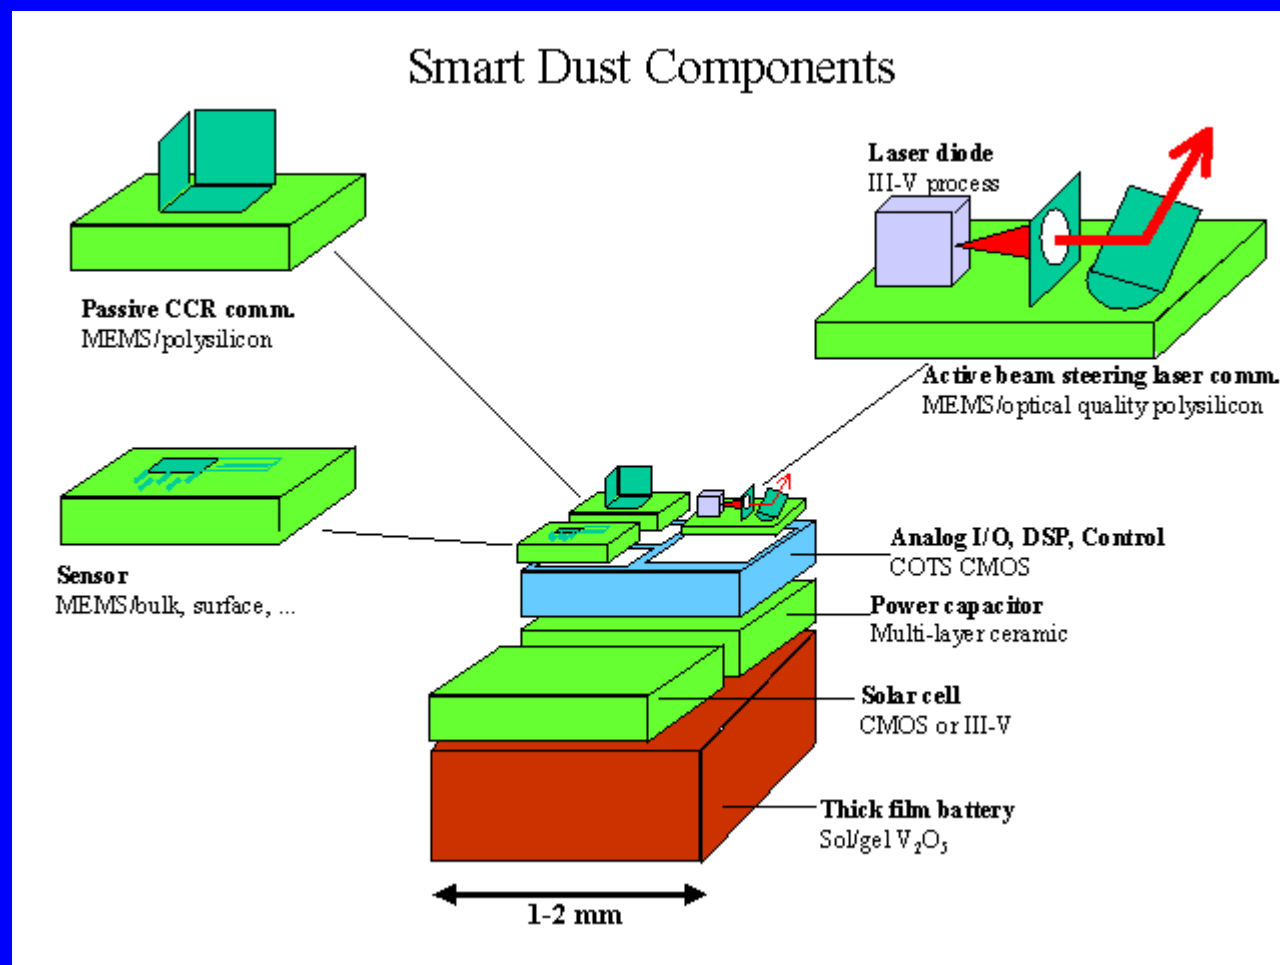 Smart Dust Components
Laser diode
III-V process
Passive CCR comm.
MEMS/polysilicon
Active beam steering laser comm.
MEMS/optical quality polysilicon
Sensor
MEMS/bulk, surface, ...
Analog I/O, DSP, Control
COTS CMOS
Power capacitor
Multi-layer ceramic
Solar cell
CMOS or III-V
Thick film battery
Sol/gel V₂O₅
1-2 mm